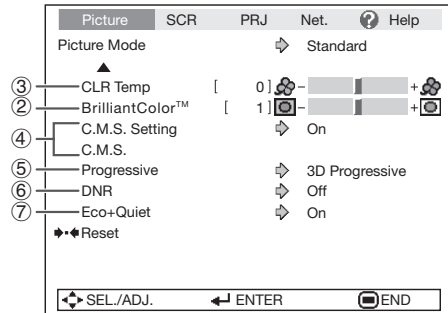 Picture SCR PRJ Net. ? Help
Picture Mode Standard
③ CLR Temp [ 0 ] - +
② BrilliantColor™ [ 1 ] - +
④ C.M.S. Setting On
C.M.S.
⑤ Progressive 3D Progressive
⑥ DNR Off
⑦ Eco+Quiet On
Reset
SEL./ADJ. ENTER END